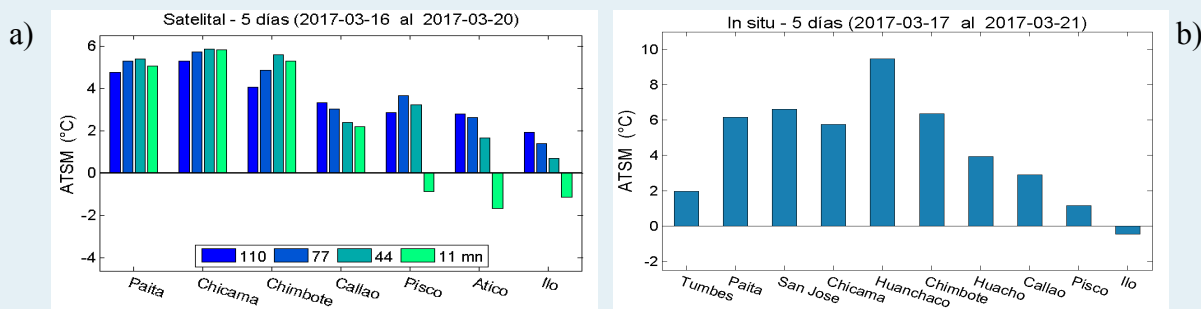 a)
Satelital - 5 días (2017-03-16 al 2017-03-20)
ATSM (°C)
6
4
2
0
-2
-4
110 77 44 11 mn
Paita Chicama Chimbote Callao Pisco Atico Ilo
b)
In situ - 5 días (2017-03-17 al 2017-03-21)
ATSM (°C)
10
8
6
4
2
0
-2
Tumbes Paita San Jose Chicama Huanchaco Chimbote Huacho Callao Pisco Ilo